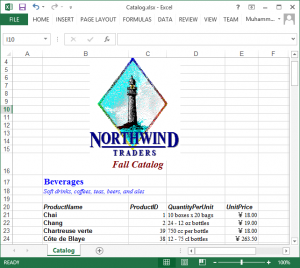 Catalog.xlsx - Excel
FILE HOME INSERT PAGE LAYOUT FORMULAS DATA REVIEW VIEW Muhamm...
I10 fx
A B C D E
4
5
6
7
8
9
10
11
12
13
14
15
NORTHWIND
TRADERS
Fall Catalog
16
17 Beverages
18 Soft drinks, coffees, teas, beers, and ales
19
20 ProductName ProductID QuantityPerUnit UnitPrice
21 Chai 1 10 boxes x 20 bags ¥ 18.00
22 Chang 2 24 - 12 oz bottles ¥ 19.00
23 Chartreuse verte 39 750 cc per bottle ¥ 18.00
24 Côte de Blaye 38 12 - 75 cl bottles ¥ 263.50
Catalog
READY 100%